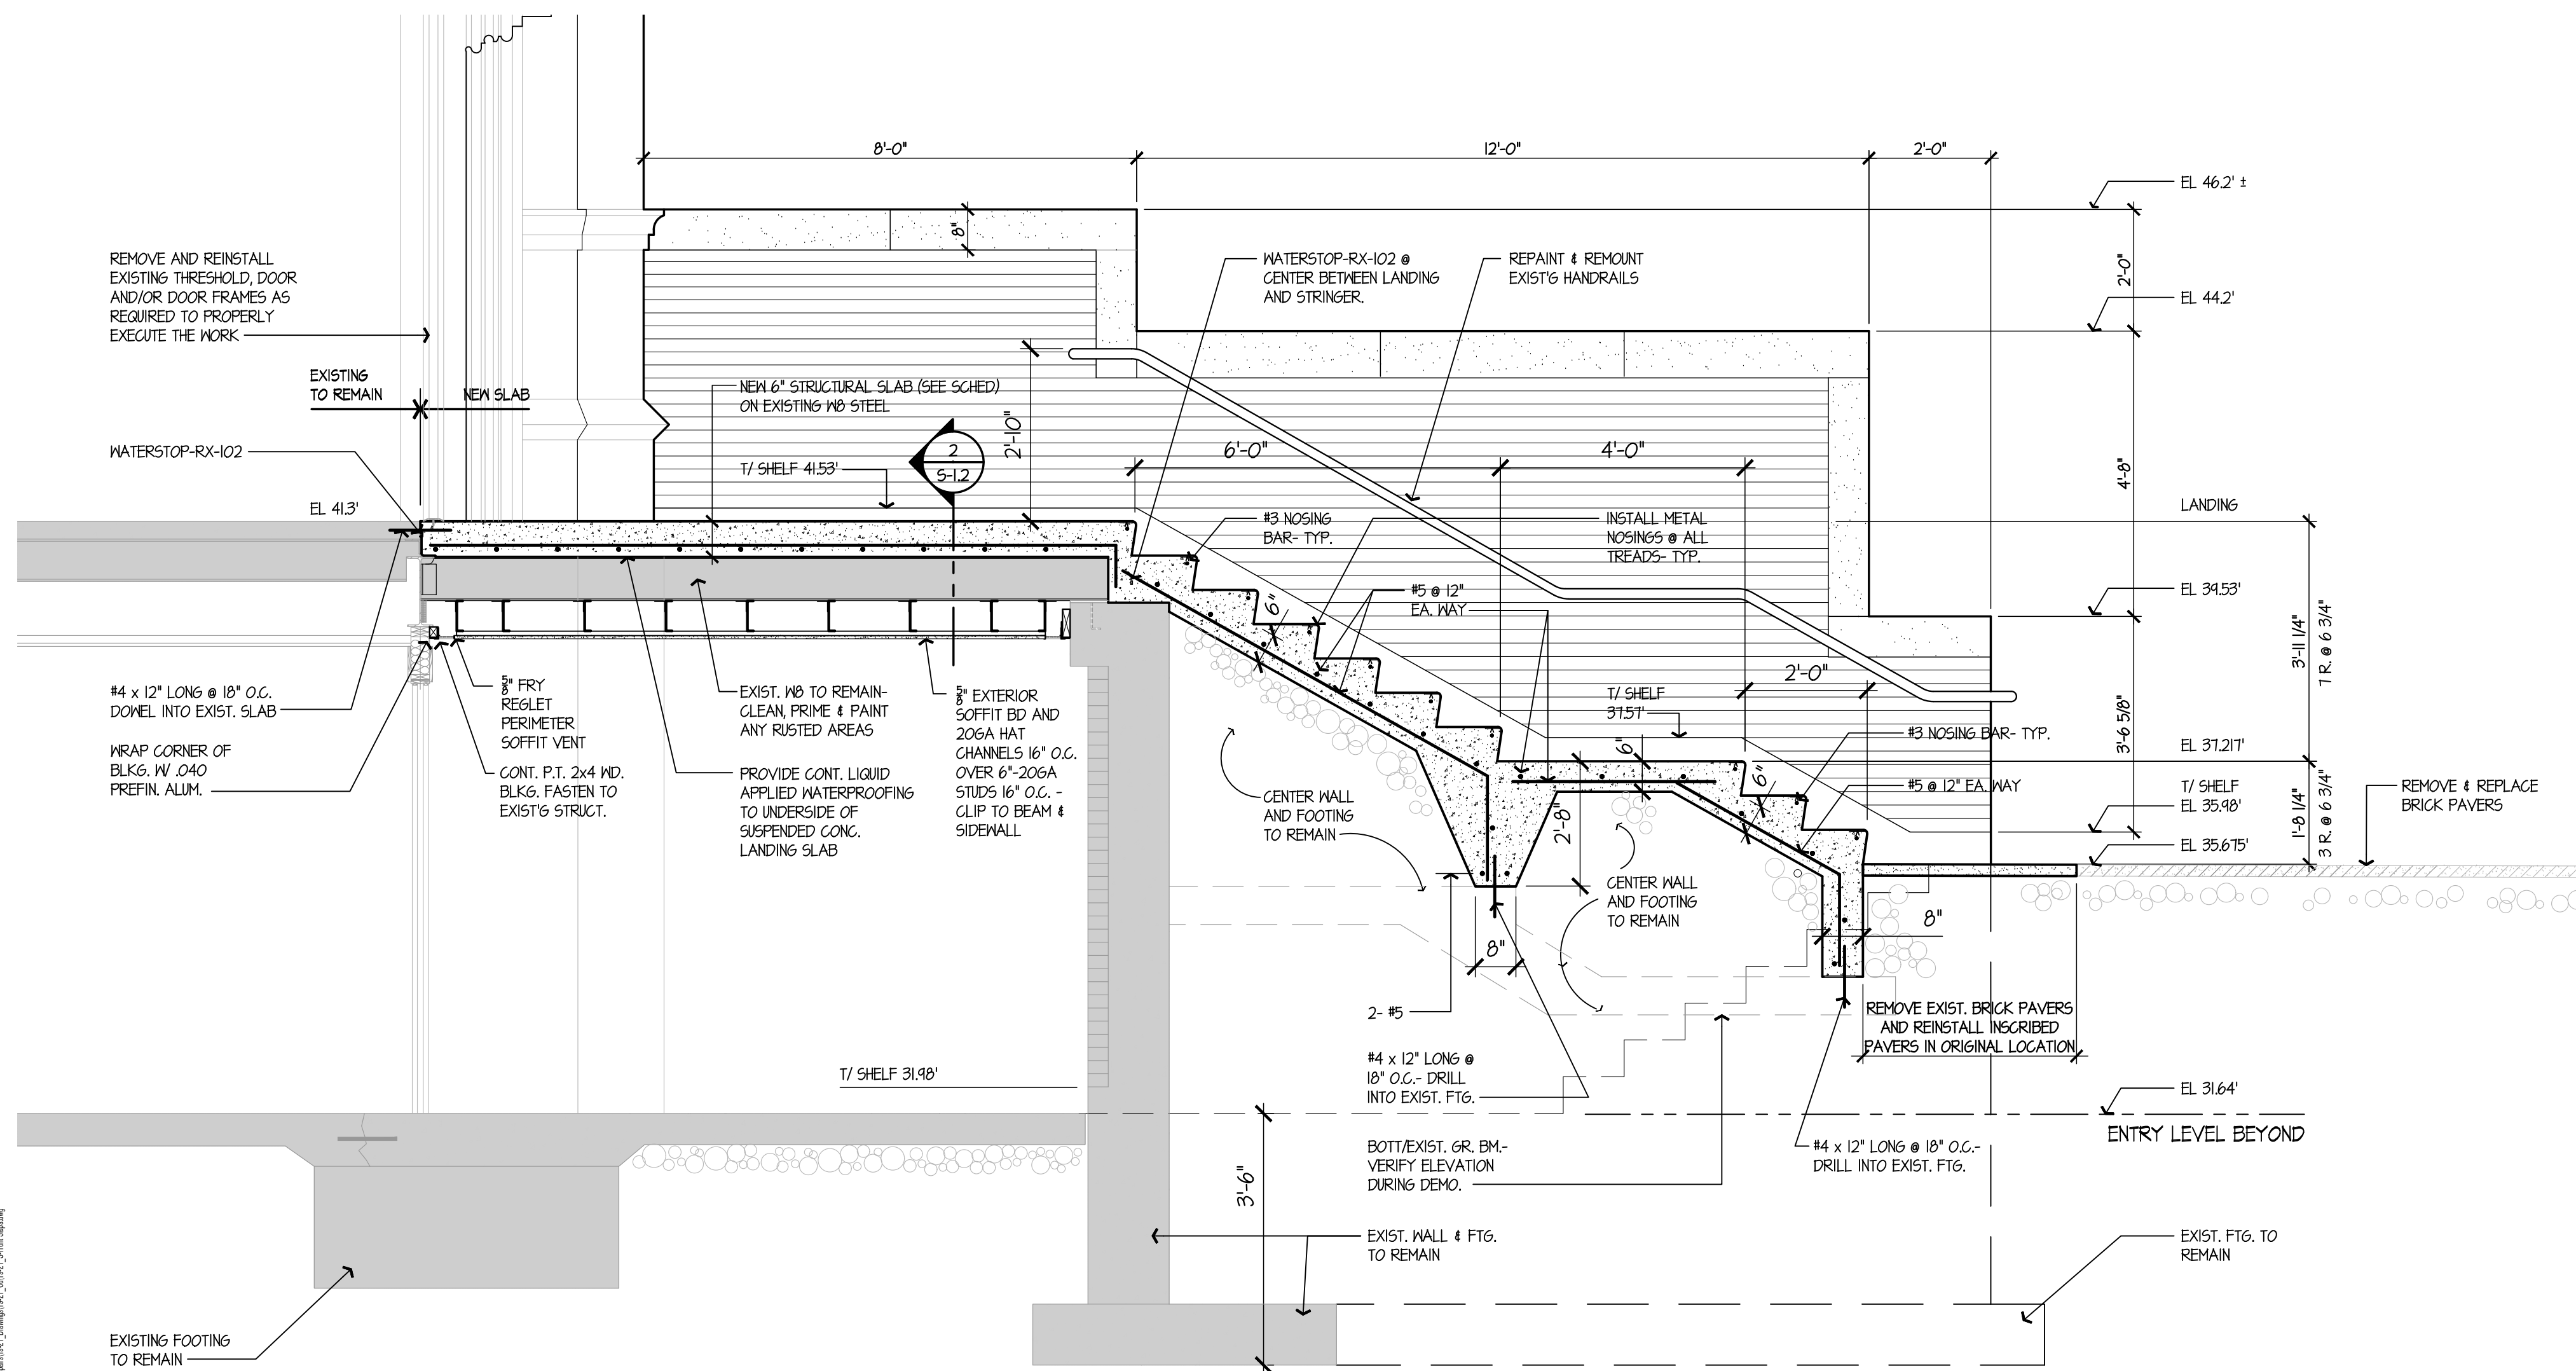 8'-0"
12'-0"
2'-0"
EL 46.2' ±
8"
2'-0"
EL 44.2'
REMOVE AND REINSTALL
EXISTING THRESHOLD, DOOR
AND/OR DOOR FRAMES AS
REQUIRED TO PROPERLY
EXECUTE THE WORK
WATERSTOP-RX-102 @
CENTER BETWEEN LANDING
AND STRINGER.
REPAINT & REMOUNT
EXIST'G HANDRAILS
EXISTING
TO REMAIN
NEW SLAB
NEW 6" STRUCTURAL SLAB (SEE SCHED)
ON EXISTING W8 STEEL
2'-10"
6'-0"
4'-0"
4'-8"
WATERSTOP-RX-102
T/ SHELF 41.53'
2
S-1.2
EL 41.3'
LANDING
#3 NOSING
BAR- TYP.
INSTALL METAL
NOSINGS @ ALL
TREADS- TYP.
#5 @ 12"
EA. WAY
6"
EL 39.53'
3'-11 1/4"
7 R. @ 6 3/4"
2'-0"
#4 x 12" LONG @ 18" O.C.
DOWEL INTO EXIST. SLAB
5/8" FRY
REGLET
PERIMETER
SOFFIT VENT
EXIST. W8 TO REMAIN-
CLEAN, PRIME & PAINT
ANY RUSTED AREAS
5/8" EXTERIOR
SOFFIT BD AND
20GA HAT
CHANNELS 16" O.C.
OVER 6"-20GA
STUDS 16" O.C. -
CLIP TO BEAM &
SIDEWALL
T/ SHELF
37.57'
#3 NOSING BAR- TYP.
3'-6 5/8"
EL 37.217'
WRAP CORNER OF
BLKG. W/ .040
PREFIN. ALUM.
CONT. P.T. 2x4 WD.
BLKG. FASTEN TO
EXIST'G STRUCT.
PROVIDE CONT. LIQUID
APPLIED WATERPROOFING
TO UNDERSIDE OF
SUSPENDED CONC.
LANDING SLAB
CENTER WALL
AND FOOTING
TO REMAIN
6"
6"
2'-8"
#5 @ 12" EA. WAY
T/ SHELF
EL 35.98'
1'-8 1/4"
3 R. @ 6 3/4"
REMOVE & REPLACE
BRICK PAVERS
EL 35.675'
CENTER WALL
AND FOOTING
TO REMAIN
8"
8"
2- #5
REMOVE EXIST. BRICK PAVERS
AND REINSTALL INSCRIBED
PAVERS IN ORIGINAL LOCATION
#4 x 12" LONG @
18" O.C.- DRILL
INTO EXIST. FTG.
T/ SHELF 31.98'
EL 31.64'
ENTRY LEVEL BEYOND
BOTT/EXIST. GR. BM.-
VERIFY ELEVATION
DURING DEMO.
#4 x 12" LONG @ 18" O.C.-
DRILL INTO EXIST. FTG.
3'-6"
EXIST. WALL & FTG.
TO REMAIN
EXIST. FTG. TO
REMAIN
EXISTING FOOTING
TO REMAIN